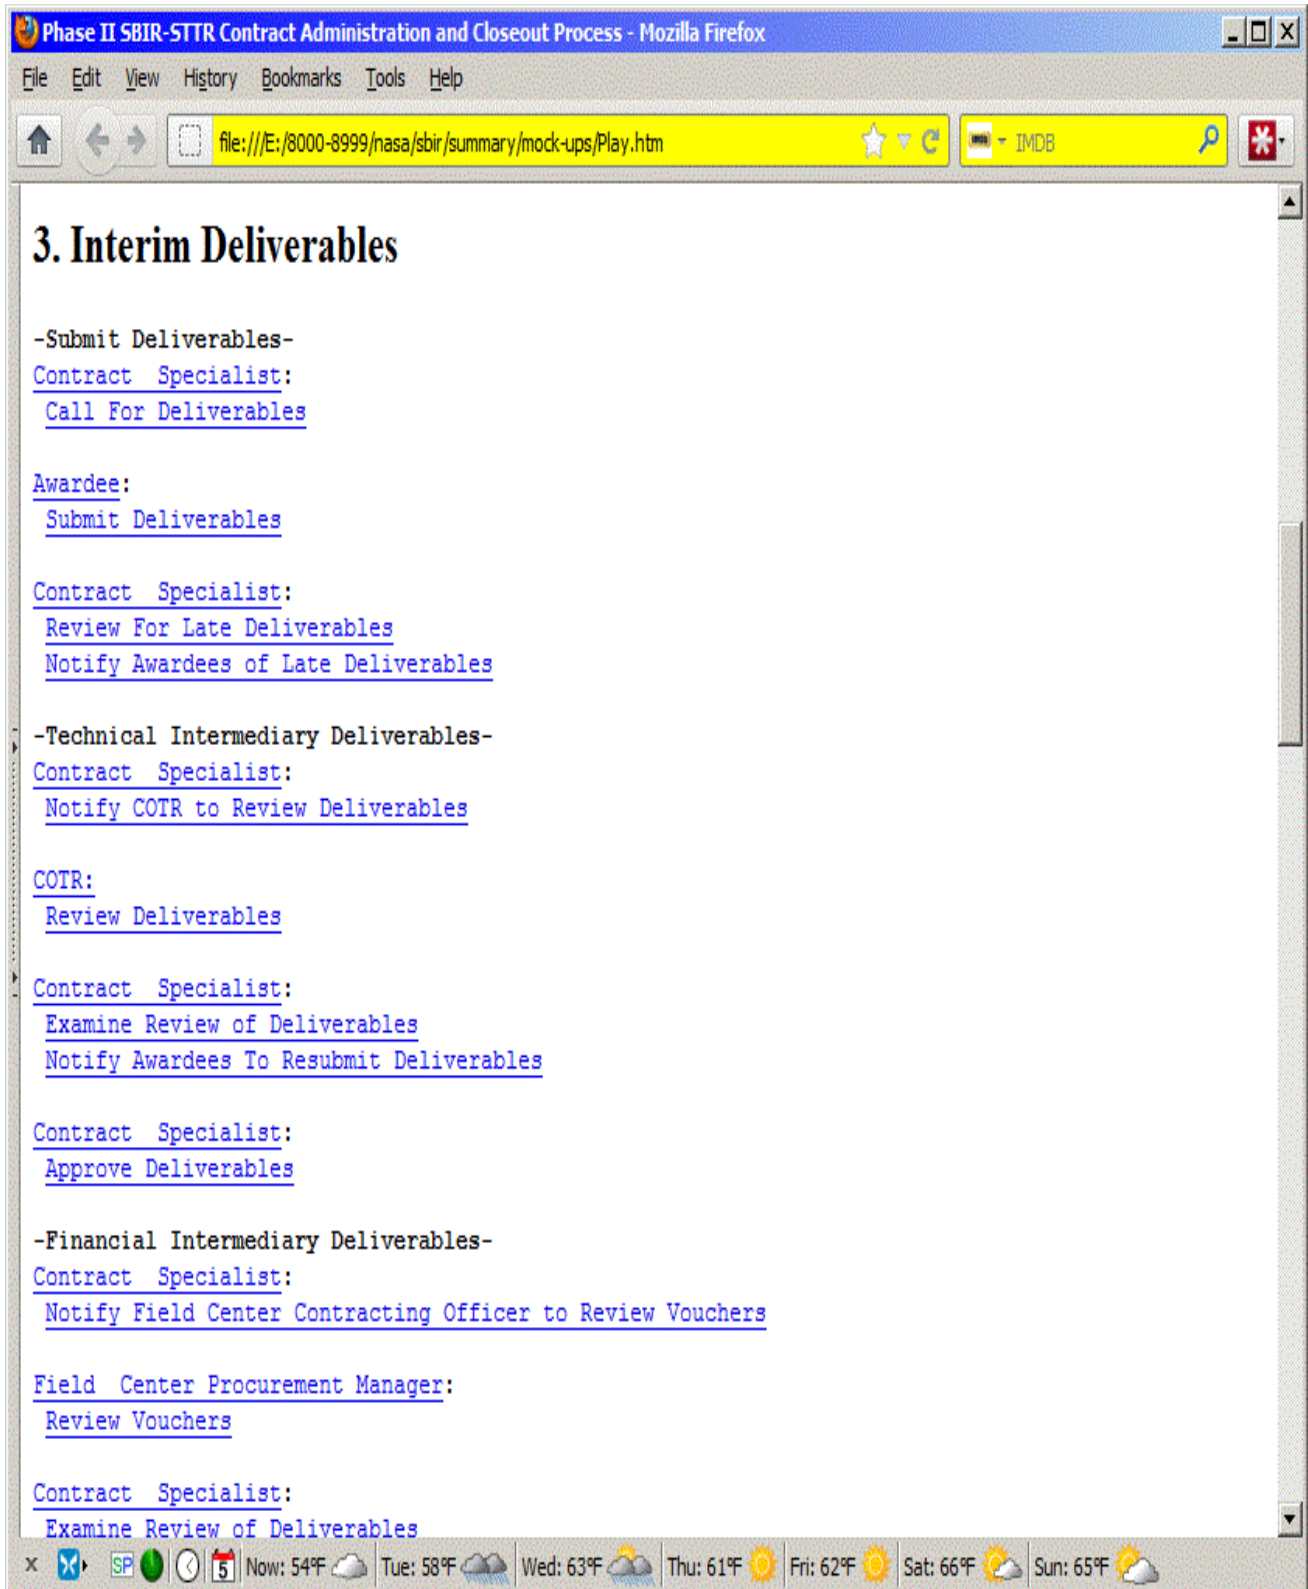 Phase II SBIR-STTR Contract Administration and Closeout Process - Mozilla Firefox
File Edit View History Bookmarks Tools Help
file:///E:/8000-8999/nasa/sbir/summary/mock-ups/Play.htm IMDB
3. Interim Deliverables
-Submit Deliverables-
Contract Specialist:
Call For Deliverables
Awardee:
Submit Deliverables
Contract Specialist:
Review For Late Deliverables
Notify Awardees of Late Deliverables
-Technical Intermediary Deliverables-
Contract Specialist:
Notify COTR to Review Deliverables
COTR:
Review Deliverables
Contract Specialist:
Examine Review of Deliverables
Notify Awardees To Resubmit Deliverables
Contract Specialist:
Approve Deliverables
-Financial Intermediary Deliverables-
Contract Specialist:
Notify Field Center Contracting Officer to Review Vouchers
Field Center Procurement Manager:
Review Vouchers
Contract Specialist:
Examine Review of Deliverables
x SP 5 Now: 54°F Tue: 58°F Wed: 63°F Thu: 61°F Fri: 62°F Sat: 66°F Sun: 65°F